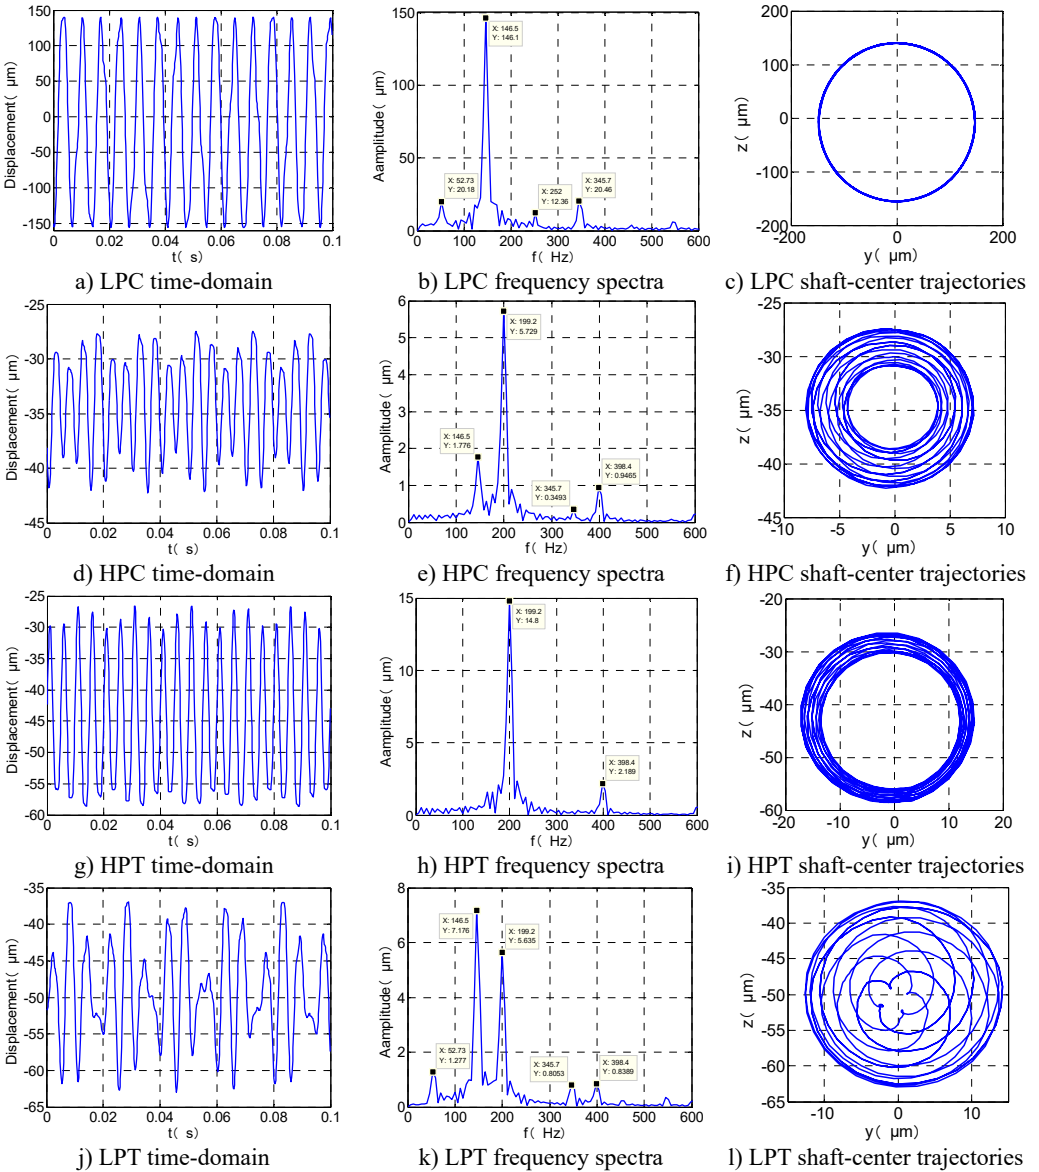 Displacement( μm)
150
100
50
0
-50
-100
-150
0 0.02 0.04 0.06 0.08 0.1
t( s)
a) LPC time-domain
Aamplitude( μm)
150
100
50
0
X: 146.5
Y: 146.1
X: 52.73
Y: 20.18
X: 252
Y: 12.36
X: 345.7
Y: 20.46
0 100 200 300 400 500 600
f( Hz)
b) LPC frequency spectra
z( μm)
200
100
0
-100
-200
-200 0 200
y( μm)
c) LPC shaft-center trajectories
Displacement( μm)
-25
-30
-35
-40
-45
0 0.02 0.04 0.06 0.08 0.1
t( s)
d) HPC time-domain
Aamplitude( μm)
6
5
4
3
2
1
0
X: 199.2
Y: 5.729
X: 146.5
Y: 1.776
X: 345.7
Y: 0.3493
X: 398.4
Y: 0.9465
0 100 200 300 400 500 600
f( Hz)
e) HPC frequency spectra
z( μm)
-25
-30
-35
-40
-45
-10 -5 0 5 10
y( μm)
f) HPC shaft-center trajectories
Displacement( μm)
-25
-30
-35
-40
-45
-50
-55
-60
0 0.02 0.04 0.06 0.08 0.1
t( s)
g) HPT time-domain
Aamplitude( μm)
15
10
5
0
X: 199.2
Y: 14.8
X: 398.4
Y: 2.189
0 100 200 300 400 500 600
f( Hz)
h) HPT frequency spectra
z( μm)
-20
-30
-40
-50
-60
-20 -10 0 10 20
y( μm)
i) HPT shaft-center trajectories
Displacement( μm)
-35
-40
-45
-50
-55
-60
-65
0 0.02 0.04 0.06 0.08 0.1
t( s)
j) LPT time-domain
Aamplitude( μm)
8
6
4
2
0
X: 146.5
Y: 7.176
X: 199.2
Y: 5.635
X: 52.73
Y: 1.277
X: 345.7
Y: 0.8053
X: 398.4
Y: 0.8389
0 100 200 300 400 500 600
f( Hz)
k) LPT frequency spectra
z( μm)
-35
-40
-45
-50
-55
-60
-65
-10 0 10
y( μm)
l) LPT shaft-center trajectories